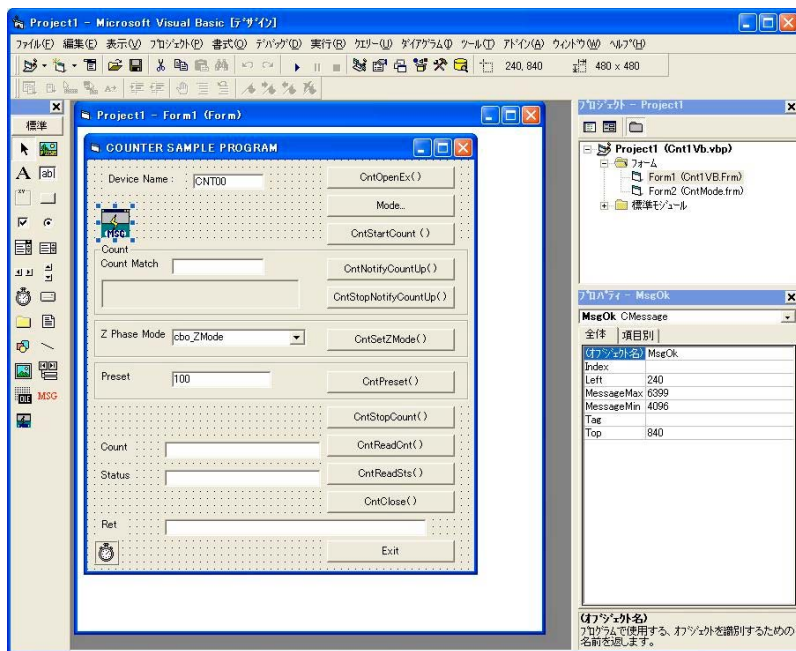 Project1 - Microsoft Visual Basic [ﾃﾞｻﾞｲﾝ]
ﾌｧｲﾙ(F) 編集(E) 表示(V) ﾌﾟﾛｼﾞｪｸﾄ(P) 書式(O) ﾃﾞﾊﾞｯｸﾞ(D) 実行(R) ｸｴﾘｰ(U) ﾀﾞｲｱｸﾞﾗﾑ(I) ﾂｰﾙ(T) ｱﾄﾞｲﾝ(A) ｳｨﾝﾄﾞｳ(W) ﾍﾙﾌﾟ(H)
240, 840
480 x 480
標準
A
ab
MSG
OLE
Project1 - Form1 (Form)
COUNTER SAMPLE PROGRAM
Device Name :
CNT00
CntOpenEx()
Mode...
MSG
CntStartCount ()
Count
Count Match
CntNotifyCountUp()
CntStopNotifyCountUp()
Z Phase Mode
cbo_ZMode
CntSetZMode()
Preset
100
CntPreset()
CntStopCount()
Count
CntReadCnt()
Status
CntReadSts()
CntClose()
Ret
Exit
ﾌﾟﾛｼﾞｪｸﾄ - Project1
Project1 (Cnt1Vb.vbp)
ﾌｫｰﾑ
Form1 (Cnt1VB.Frm)
Form2 (CntMode.frm)
標準ﾓｼﾞｭｰﾙ
ﾌﾟﾛﾊﾟﾃｨ - MsgOk
MsgOk CMessage
全体 項目別
(ｵﾌﾞｼﾞｪｸﾄ名) MsgOk
Index
Left 240
MessageMax 6399
MessageMin 4096
Tag
Top 840
(ｵﾌﾞｼﾞｪｸﾄ名)
ﾌﾟﾛｸﾞﾗﾑで使用する、ｵﾌﾞｼﾞｪｸﾄを識別するための
名前を返します。